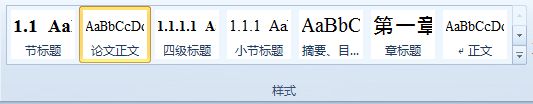 1.1 Aa
节标题
AaBbCcDc
论文正文
1.1.1.1 A
四级标题
1.1.1 Aa
小节标题
AaBbC
摘要、目...
第一章
章标题
AaBbCcDc
↵ 正文
样式